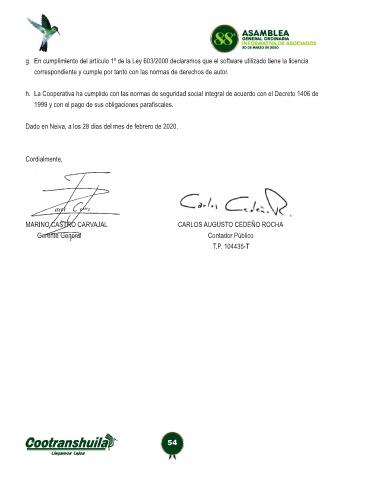 88 ASAMBLEA
GENERAL ORDINARIA
INFORMATIVA DE ASOCIADOS
30 DE MARZO DE 2020
g. En cumplimiento del artículo 1º de la Ley 603/2000 declaramos que el software utilizado tiene la licencia
correspondiente y cumple por tanto con las normas de derechos de autor.
h. La Cooperativa ha cumplido con las normas de seguridad social integral de acuerdo con el Decreto 1406 de
1999 y con el pago de sus obligaciones parafiscales.
Dado en Neiva, a los 28 días del mes de febrero de 2020.
Cordialmente,
Carlos Cedeño R.
MARINO CASTRO CARVAJAL CARLOS AUGUSTO CEDEÑO ROCHA
Gerente General Contador Público
T.P. 104435-T
Cootranshuila
Llegamos Lejos
54